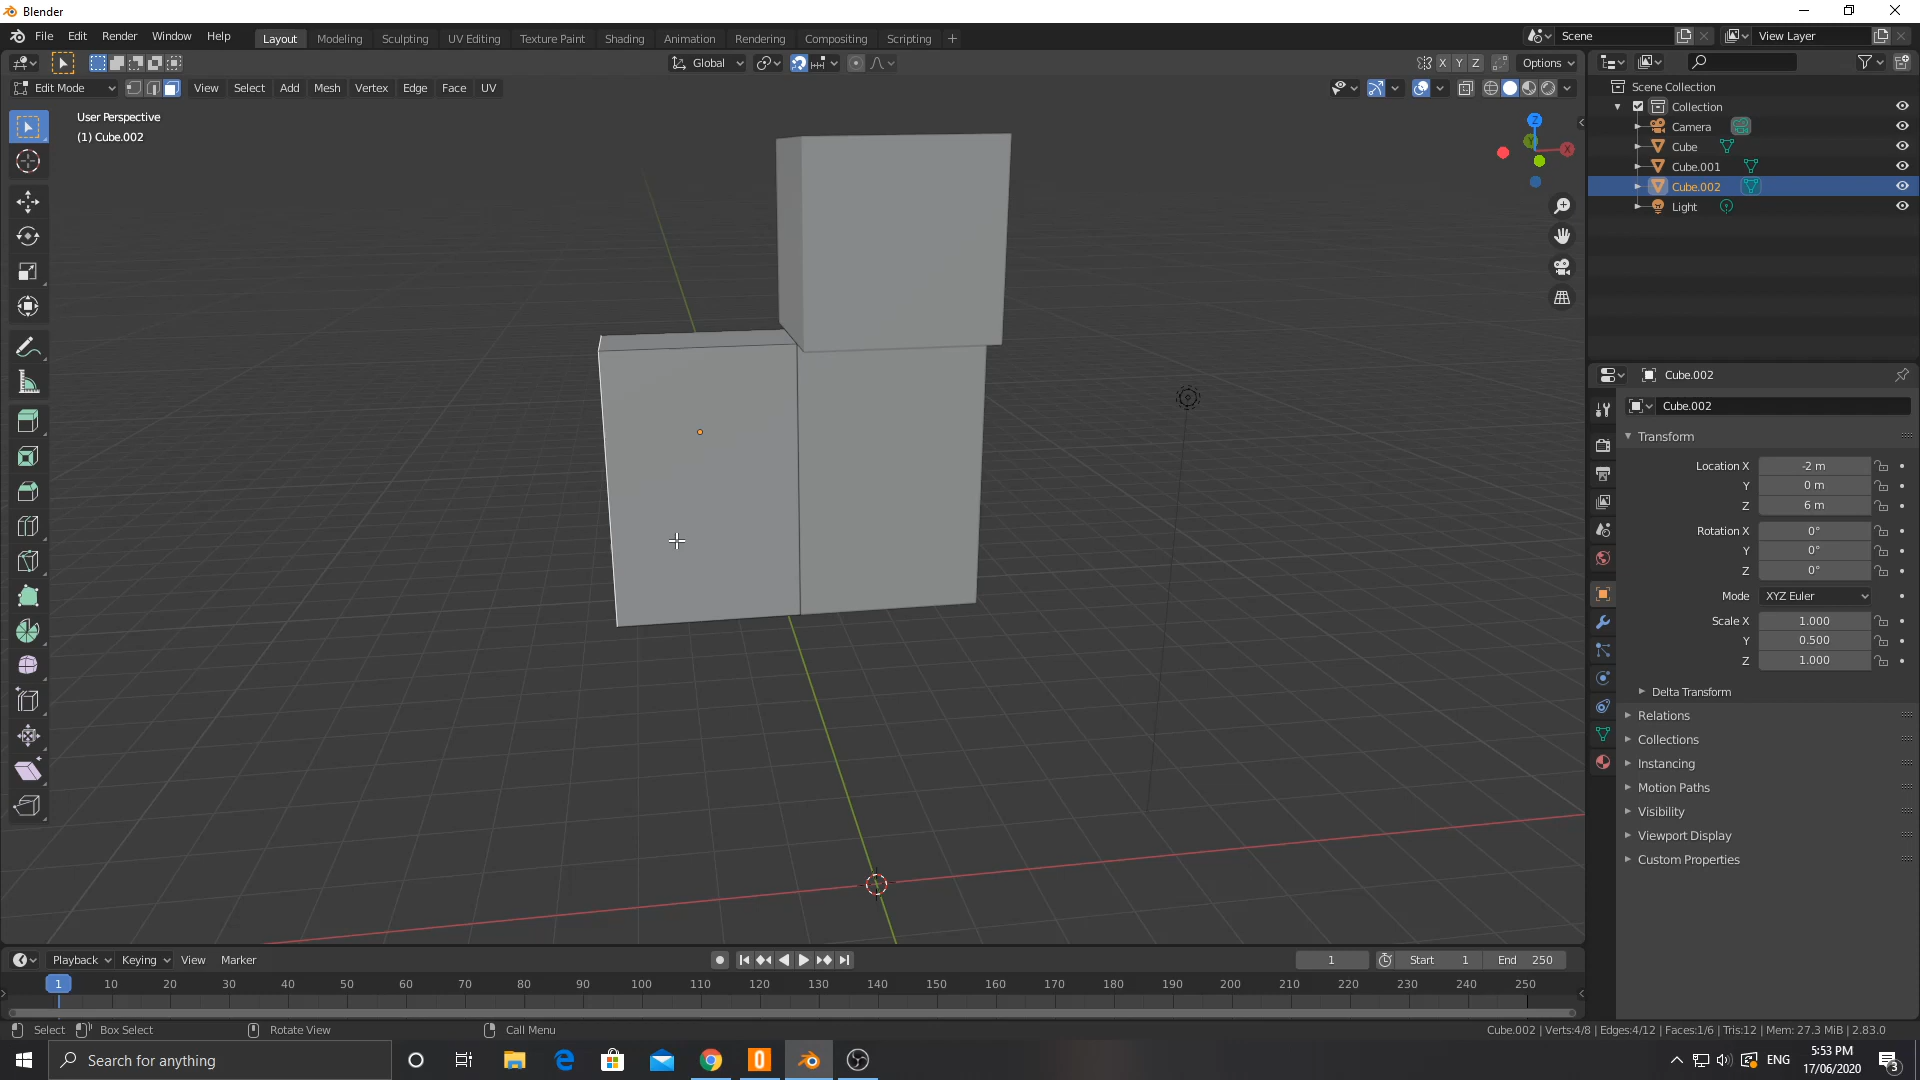 Blender
File Edit Render Window Help
Layout Modeling Sculpting UV Editing Texture Paint Shading Animation Rendering Compositing Scripting +
Scene
View Layer
Global
X Y Z Options
Edit Mode
View Select Add Mesh Vertex Edge Face UV
User Perspective
(1) Cube.002
Z
Y
X
Scene Collection
Collection
Camera
Cube
Cube.001
Cube.002
Light
Cube.002
Cube.002
Transform
Location X -2 m
Y 0 m
Z 6 m
Rotation X 0°
Y 0°
Z 0°
Mode XYZ Euler
Scale X 1.000
Y 0.500
Z 1.000
Delta Transform
Relations
Collections
Instancing
Motion Paths
Visibility
Viewport Display
Custom Properties
Playback Keying View Marker
1 Start 1 End 250
1 10 20 30 40 50 60 70 80 90 100 110 120 130 140 150 160 170 180 190 200 210 220 230 240 250
Select Box Select Rotate View Call Menu
Cube.002 | Verts:4/8 | Edges:4/12 | Faces:1/6 | Tris:12 | Mem: 27.3 MiB | 2.83.0
Search for anything
ENG
5:53 PM
17/06/2020
3